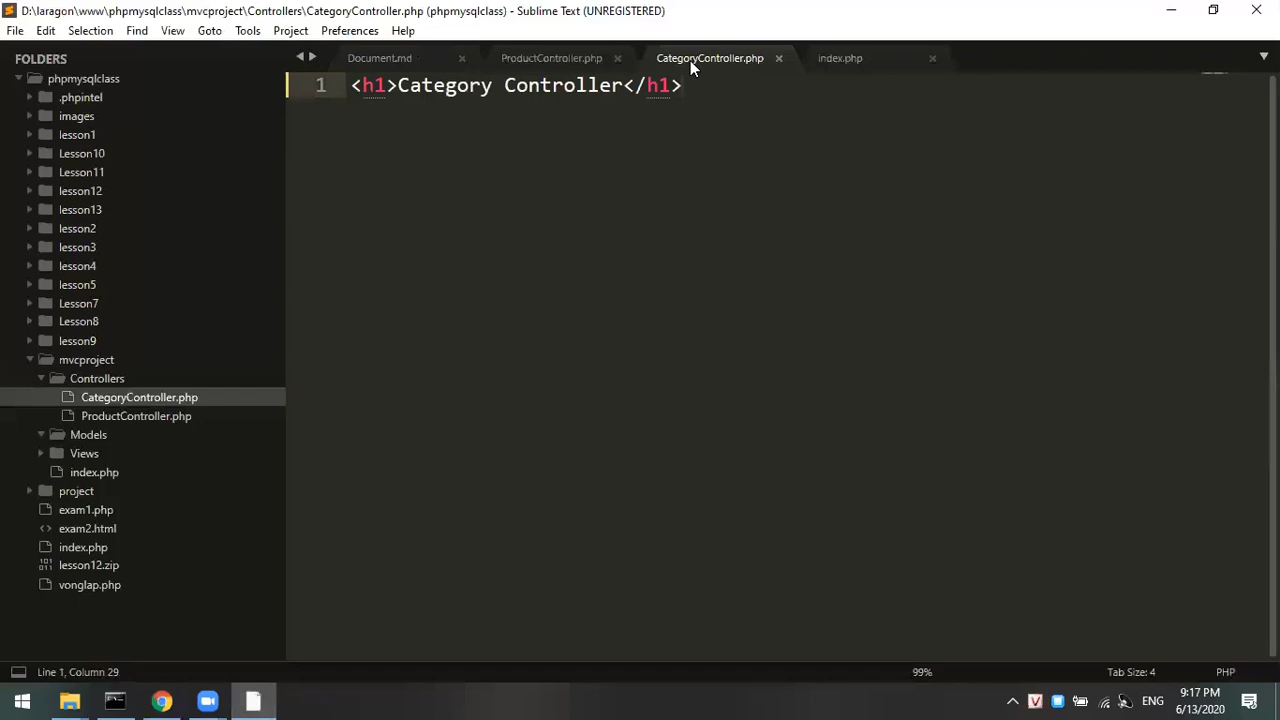 D:\laragon\www\phpmysqlclass\mvcproject\Controllers\CategoryController.php (phpmysqlclass) - Sublime Text (UNREGISTERED)
File Edit Selection Find View Goto Tools Project Preferences Help
FOLDERS
phpmysqlclass
.phpintel
images
lesson1
Lesson10
Lesson11
lesson12
lesson13
lesson2
lesson3
lesson4
lesson5
Lesson7
Lesson8
lesson9
mvcproject
Controllers
CategoryController.php
ProductController.php
Models
Views
index.php
project
exam1.php
exam2.html
index.php
lesson12.zip
vonglap.php
Document.md ProductController.php CategoryController.php index.php
1 <h1>Category Controller</h1>
Line 1, Column 29 99% Tab Size: 4 PHP
ENG
9:17 PM
6/13/2020